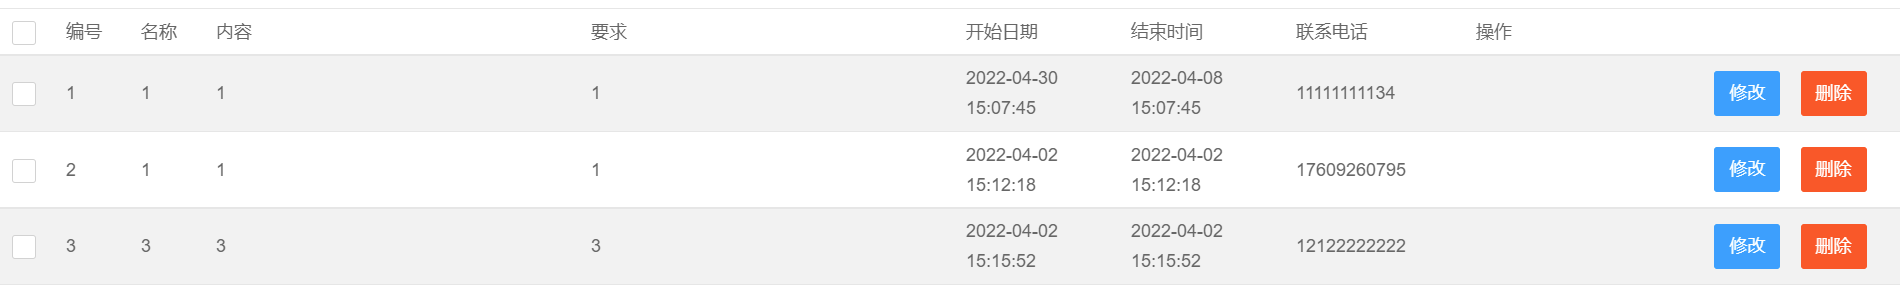 编号 名称 内容 要求 开始日期 结束时间 联系电话 操作
1 1 1 1 2022-04-30 15:07:45 2022-04-08 15:07:45 11111111134 修改 删除
2 1 1 1 2022-04-02 15:12:18 2022-04-02 15:12:18 17609260795 修改 删除
3 3 3 3 2022-04-02 15:15:52 2022-04-02 15:15:52 12122222222 修改 删除